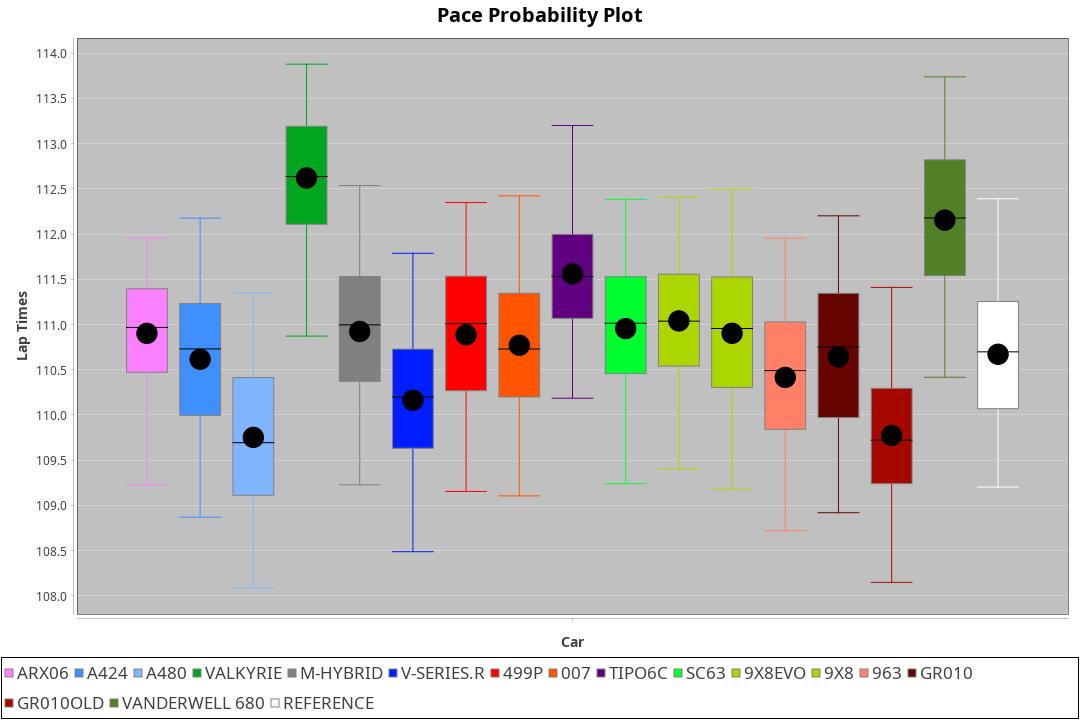 Pace Probability Plot
114.0
113.5
113.0
112.5
112.0
111.5
111.0
110.5
110.0
109.5
109.0
108.5
108.0
Lap Times
Car
ARX06 A424 A480 VALKYRIE M-HYBRID V-SERIES.R 499P 007 TIPO6C SC63 9X8EVO 9X8 963 GR010
GR010OLD VANDERWELL 680 REFERENCE